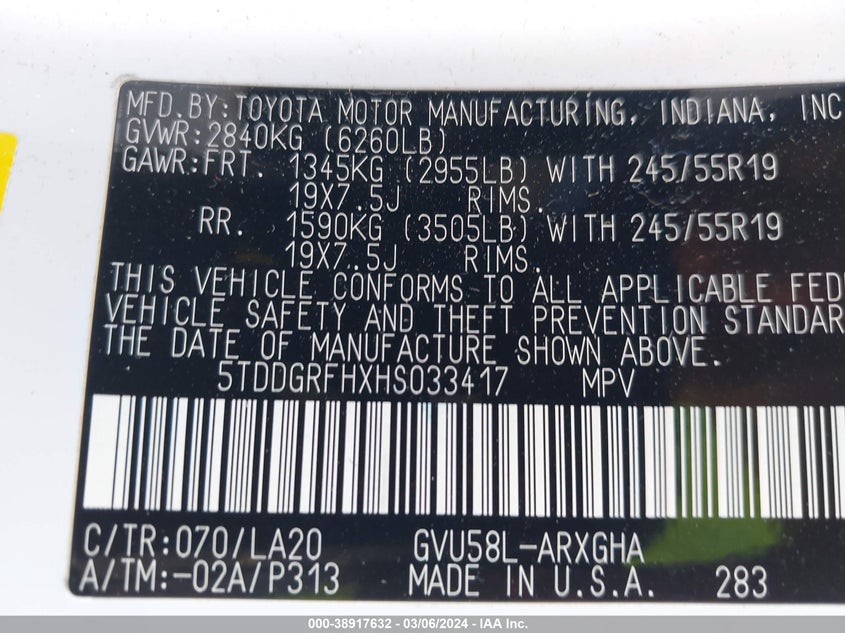 MFD.BY:TOYOTA MOTOR MANUFACTURING, INDIANA, INC
GVWR:2840KG (6260LB)
GAWR:FRT. 1345KG (2955LB) WITH 245/55R19
19X7.5J RIMS.
RR. 1590KG (3505LB) WITH 245/55R19
19X7.5J RIMS.
THIS VEHICLE CONFORMS TO ALL APPLICABLE FEDE
VEHICLE SAFETY AND THEFT PREVENTION STANDAR
THE DATE OF MANUFACTURE SHOWN ABOVE.
5TDDGRFHXHS033417 MPV
C/TR:070/LA20 GVU58L-ARXGHA
A/TM:-02A/P313 MADE IN U.S.A. 283
000-38917632 - 03/06/2024 - IAAI.com